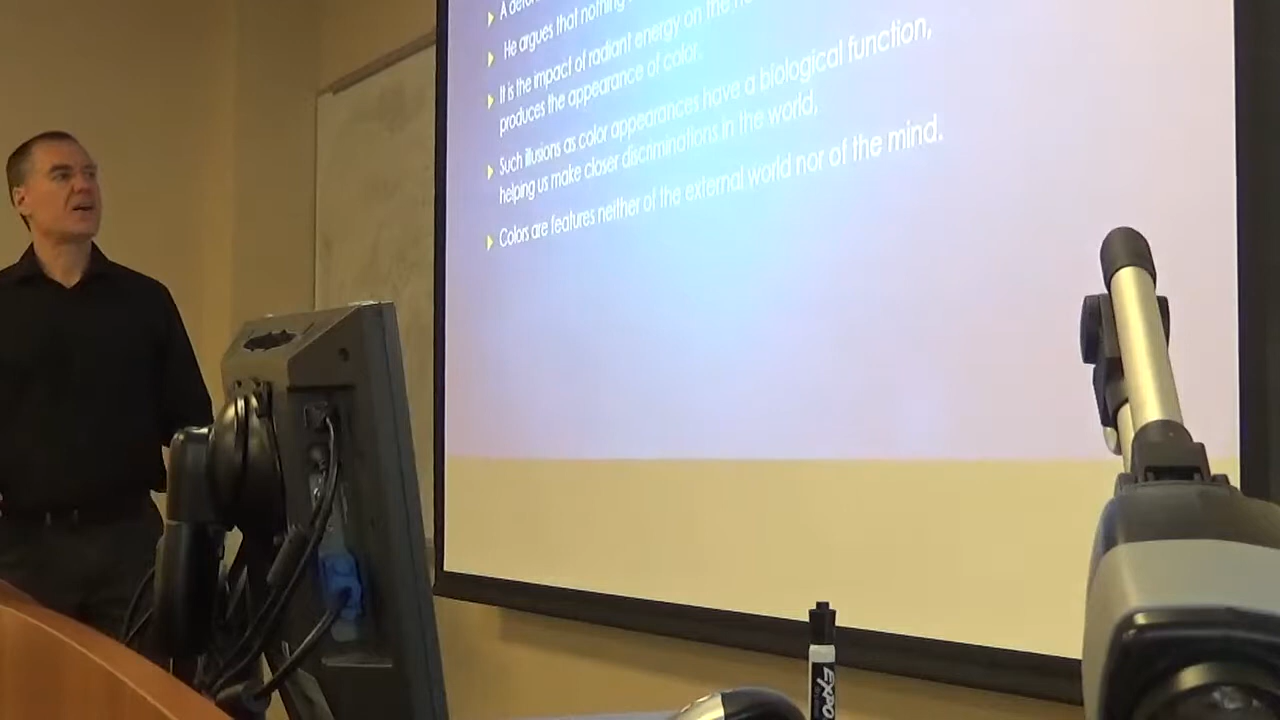 A
He argues that nothing
It is the impact of radiant energy on the
produces the appearance of color.
Such illusions as color appearances have a biological function,
helping us make closer discriminations in the world,
Colors are features neither of the external world nor of the mind.
EXPO